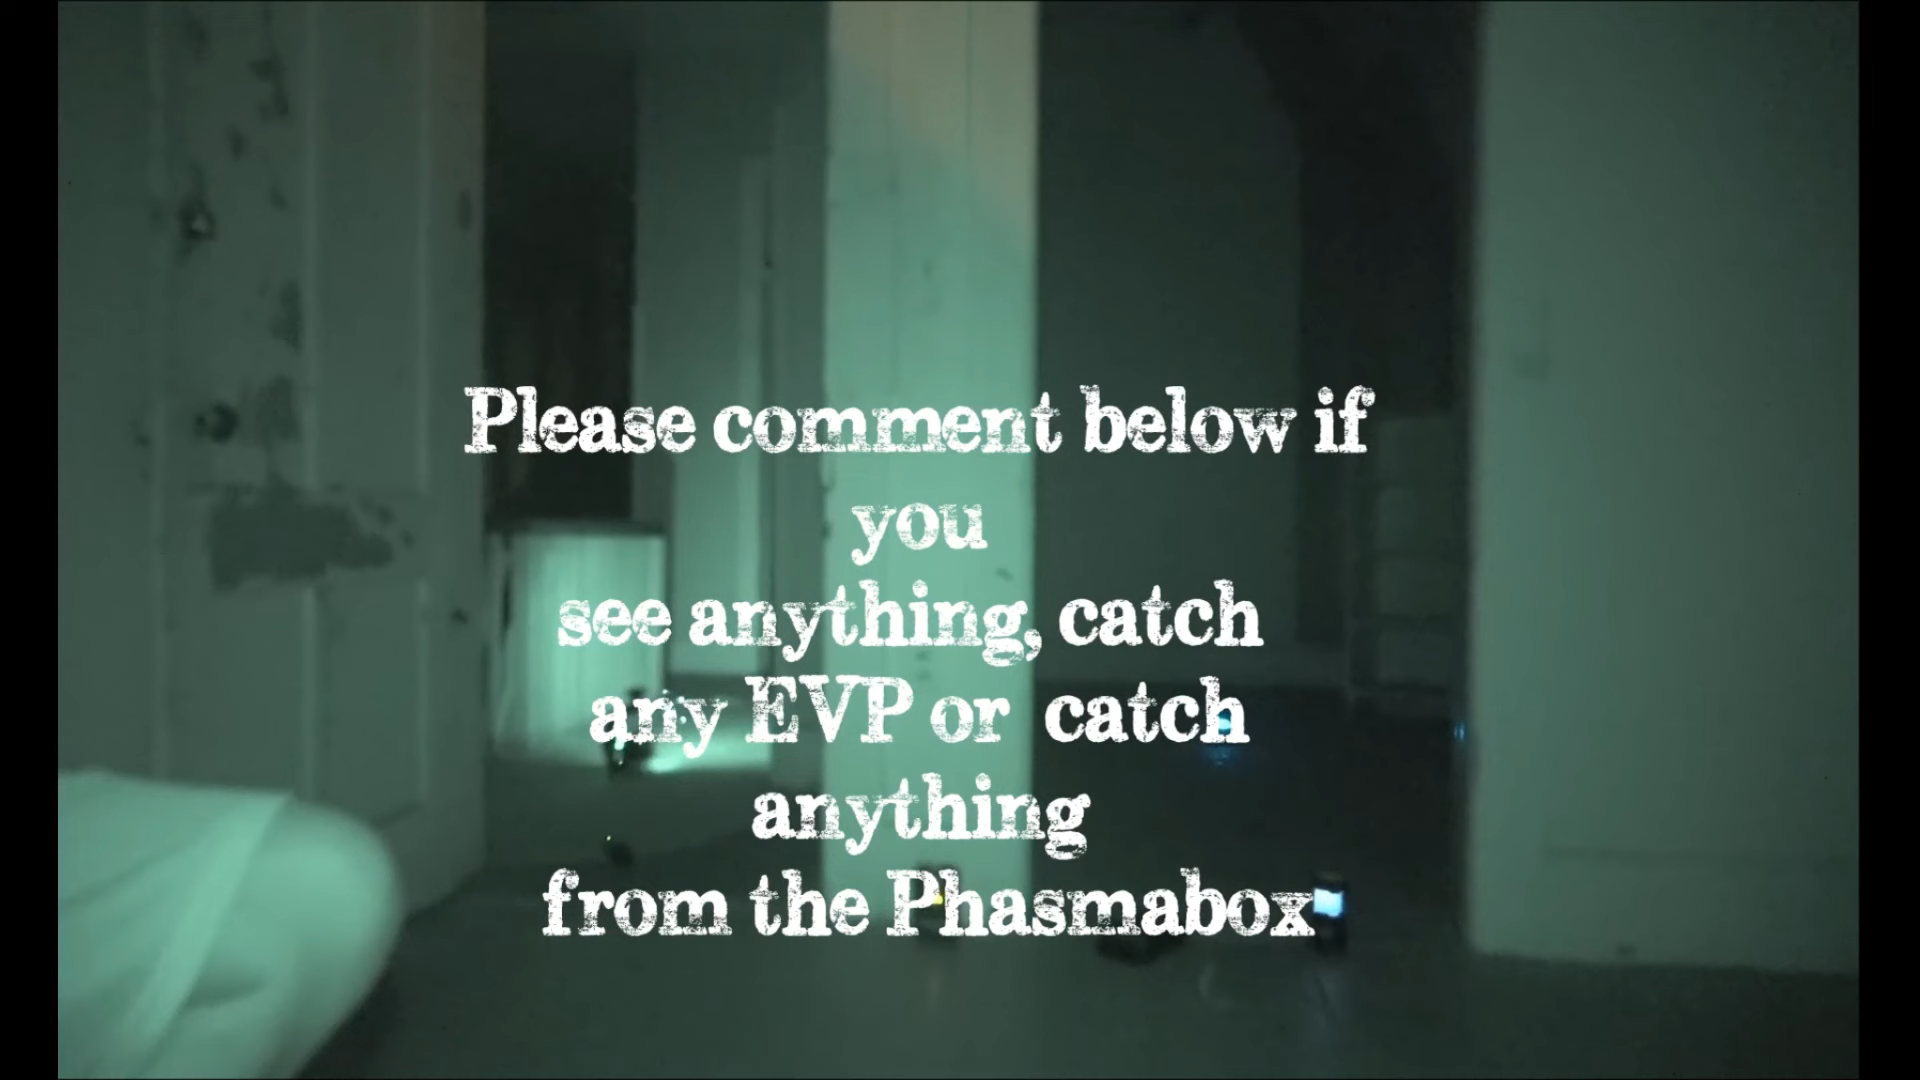 Please comment below if
you
see anything, catch
any EVP or catch
anything
from the Phasmabox